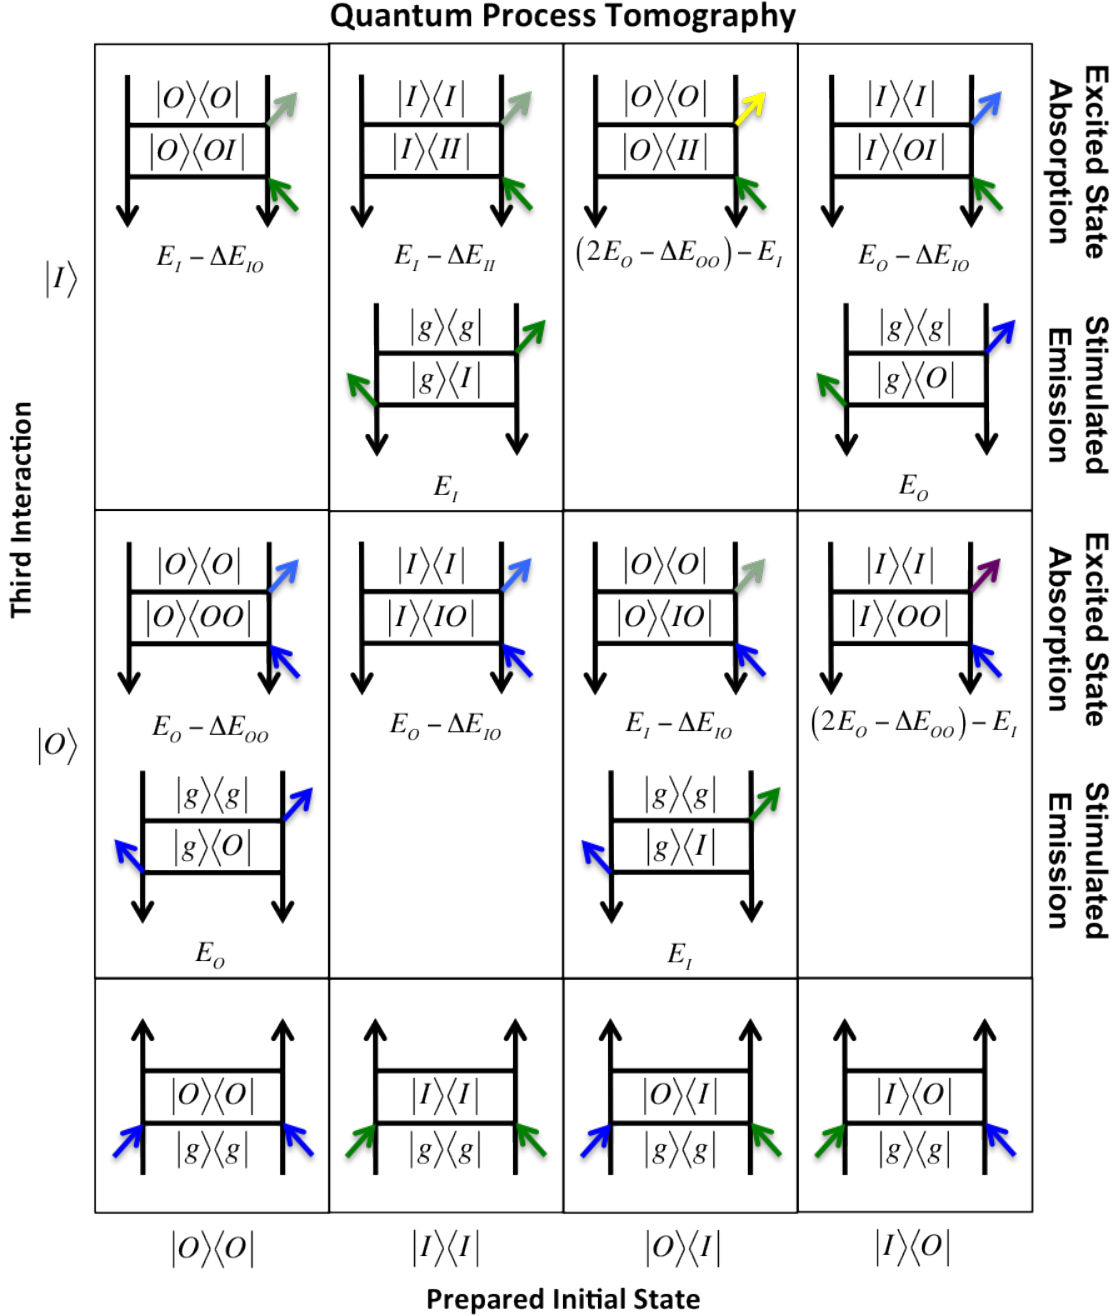 Quantum Process Tomography
|O⟩⟨O| |I⟩⟨I| |O⟩⟨O| |I⟩⟨I|
|O⟩⟨OI| |I⟩⟨II| |O⟩⟨II| |I⟩⟨OI|
E_I − ΔE_IO E_I − ΔE_II (2E_O − ΔE_OO) − E_I E_O − ΔE_IO
Excited State
Absorption
|I⟩
|g⟩⟨g| |g⟩⟨g|
|g⟩⟨I| |g⟩⟨O|
E_I E_O
Stimulated
Emission
Third Interaction
|O⟩⟨O| |I⟩⟨I| |O⟩⟨O| |I⟩⟨I|
|O⟩⟨OO| |I⟩⟨IO| |O⟩⟨IO| |I⟩⟨OO|
E_O − ΔE_OO E_O − ΔE_IO E_I − ΔE_IO (2E_O − ΔE_OO) − E_I
Excited State
Absorption
|O⟩
|g⟩⟨g| |g⟩⟨g|
|g⟩⟨O| |g⟩⟨I|
E_O E_I
Stimulated
Emission
|O⟩⟨O| |I⟩⟨I| |O⟩⟨I| |I⟩⟨O|
|g⟩⟨g| |g⟩⟨g| |g⟩⟨g| |g⟩⟨g|
|O⟩⟨O| |I⟩⟨I| |O⟩⟨I| |I⟩⟨O|
Prepared Initial State